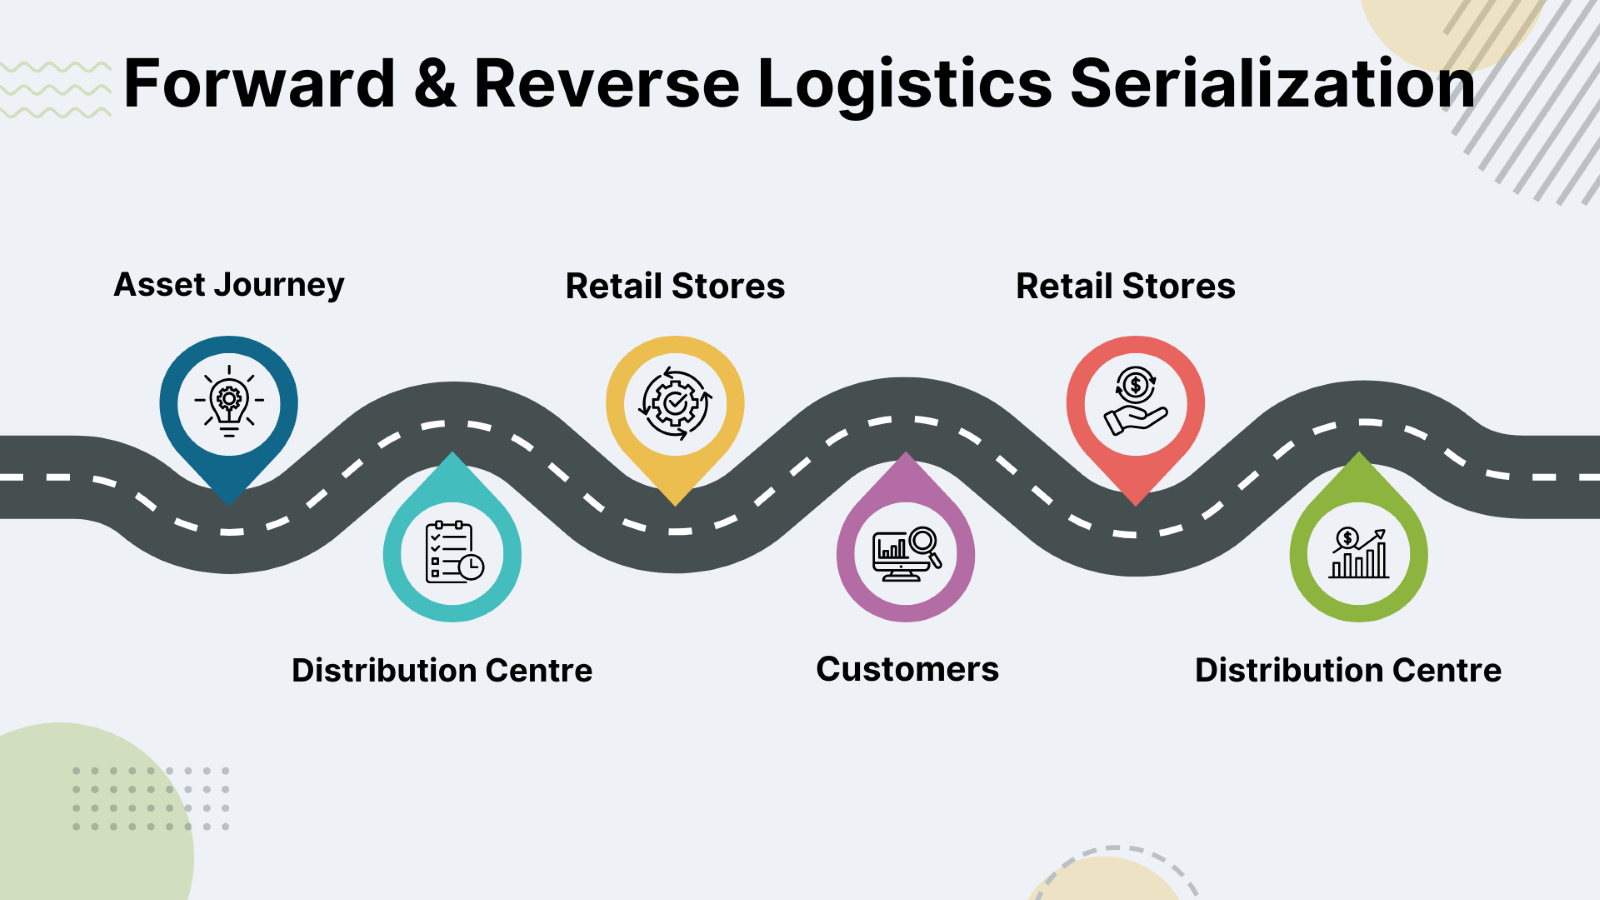 Forward & Reverse Logistics Serialization
Asset Journey
Retail Stores
Retail Stores
$
$
Distribution Centre
Customers
Distribution Centre